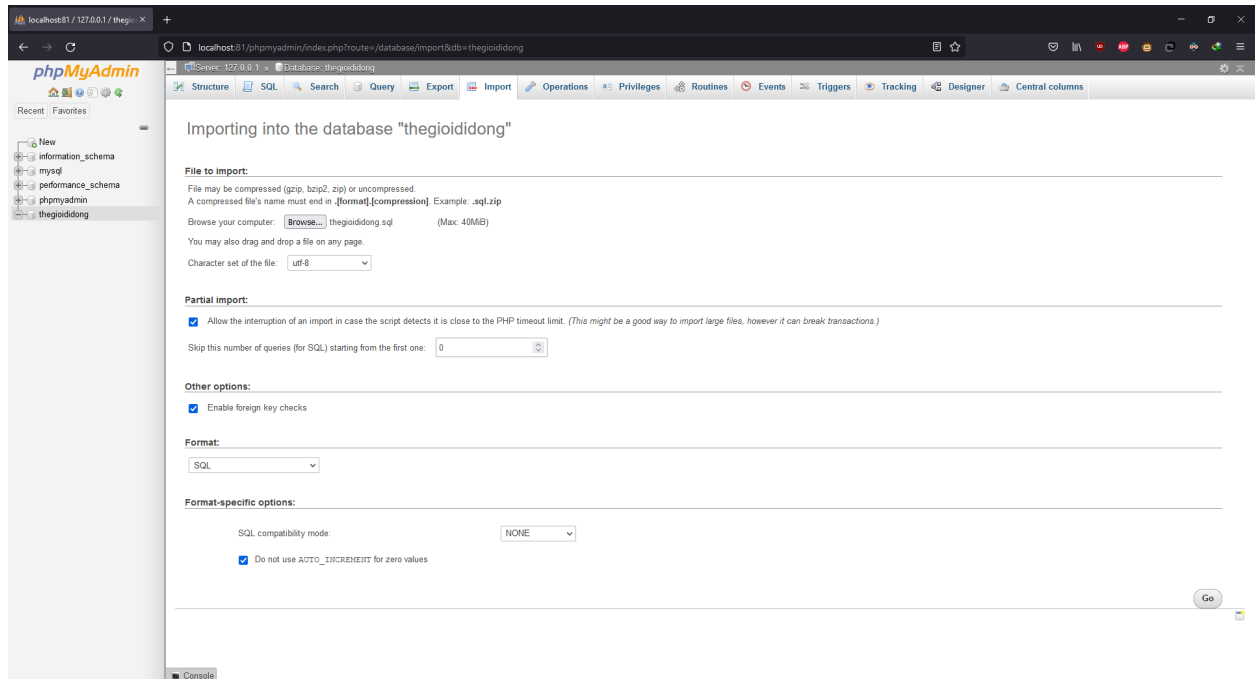 localhost:81 / 127.0.0.1 / thegio
localhost:81/phpmyadmin/index.php?route=/database/import&db=thegioididong
phpMyAdmin
Recent Favorites
New
information_schema
mysql
performance_schema
phpmyadmin
thegioididong
Server: 127.0.0.1 » Database: thegioididong
Structure SQL Search Query Export Import Operations Privileges Routines Events Triggers Tracking Designer Central columns
Importing into the database "thegioididong"
File to import:
File may be compressed (gzip, bzip2, zip) or uncompressed.
A compressed file's name must end in .[format].[compression]. Example: .sql.zip
Browse your computer: Browse... thegioididong.sql (Max: 40MiB)
You may also drag and drop a file on any page.
Character set of the file: utf-8
Partial import:
Allow the interruption of an import in case the script detects it is close to the PHP timeout limit. (This might be a good way to import large files, however it can break transactions.)
Skip this number of queries (for SQL) starting from the first one: 0
Other options:
Enable foreign key checks
Format:
SQL
Format-specific options:
SQL compatibility mode: NONE
Do not use AUTO_INCREMENT for zero values
Go
Console